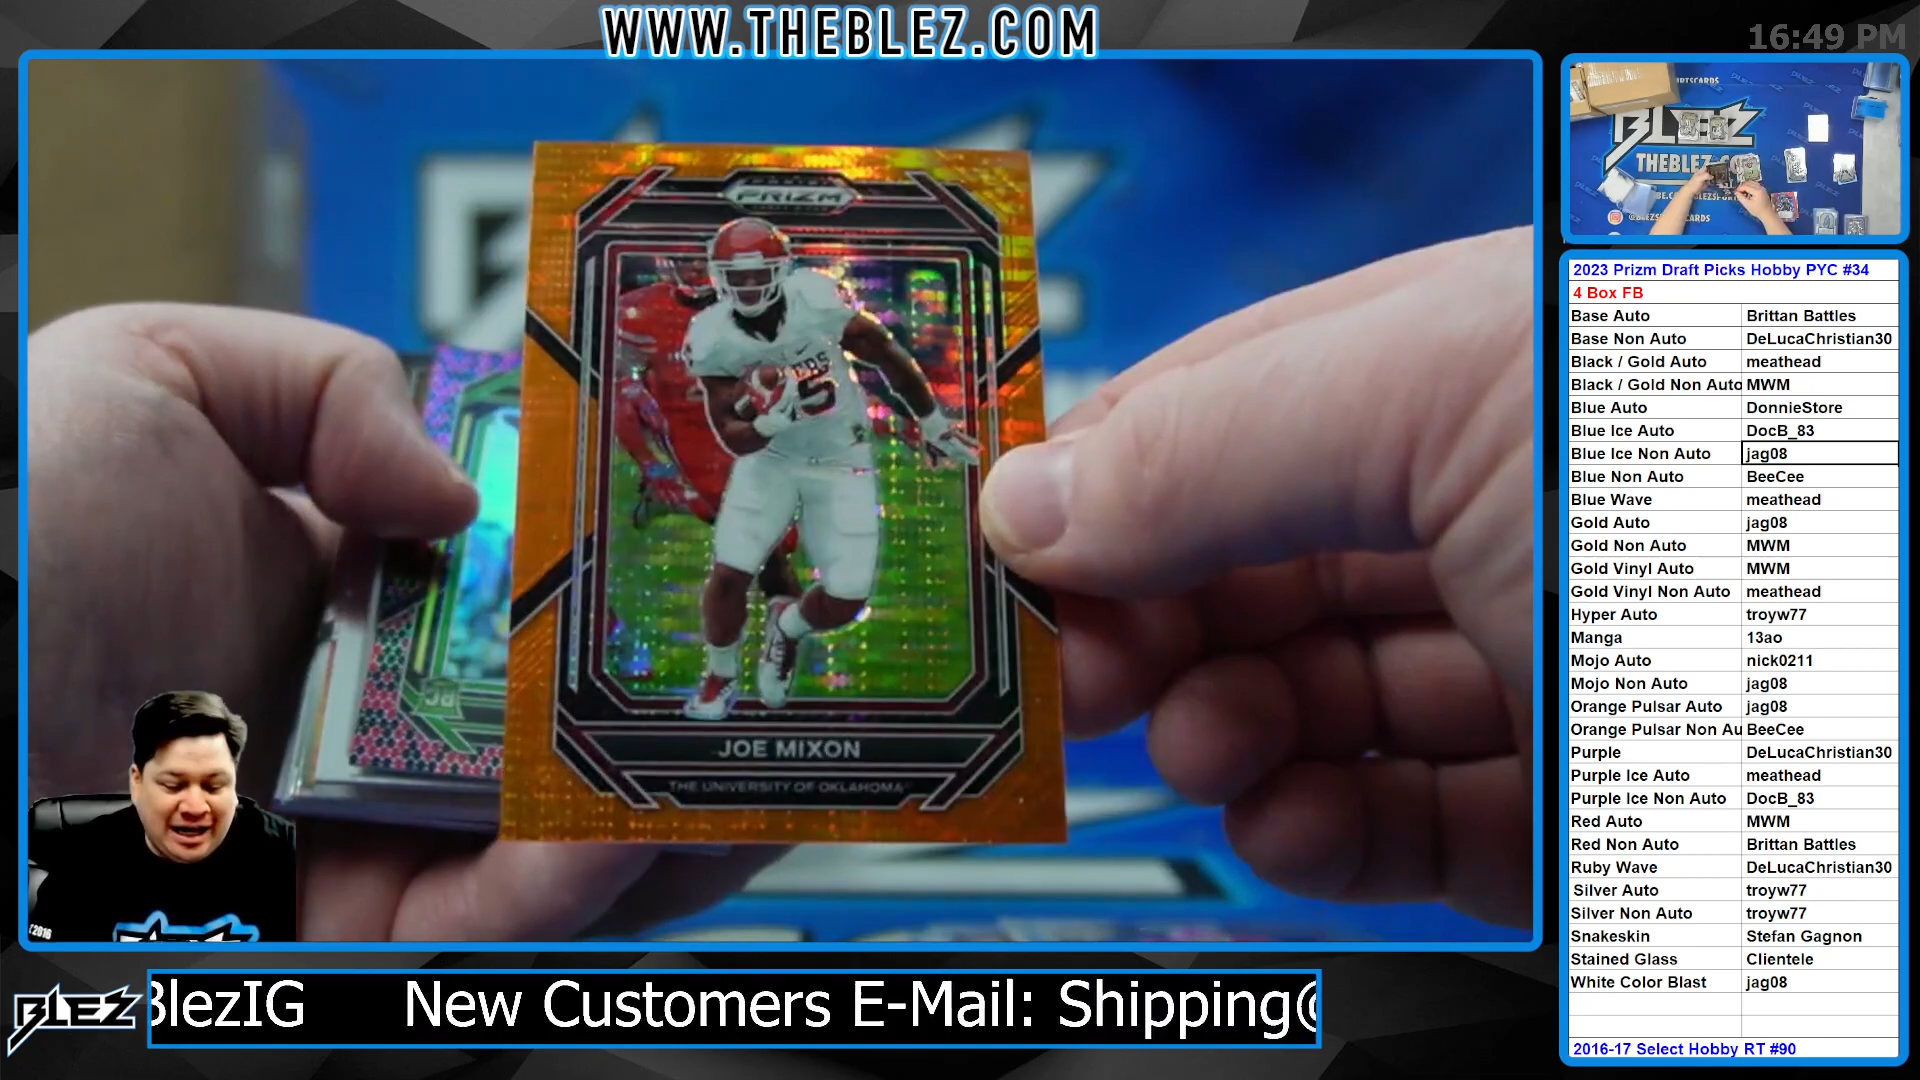 WWW.THEBLEZ.COM
16:49 PM
PRIZM
15
JOE MIXON
THE UNIVERSITY OF OKLAHOMA
RC
BLEZ
THEBLEZ.COM
2023 Prizm Draft Picks Hobby PYC #34
4 Box FB
Base Auto Brittan Battles
Base Non Auto DeLucaChristian30
Black / Gold Auto meathead
Black / Gold Non Auto MWM
Blue Auto DonnieStore
Blue Ice Auto DocB_83
Blue Ice Non Auto jag08
Blue Non Auto BeeCee
Blue Wave meathead
Gold Auto jag08
Gold Non Auto MWM
Gold Vinyl Auto MWM
Gold Vinyl Non Auto meathead
Hyper Auto troyw77
Manga 13ao
Mojo Auto nick0211
Mojo Non Auto jag08
Orange Pulsar Auto jag08
Orange Pulsar Non Au BeeCee
Purple DeLucaChristian30
Purple Ice Auto meathead
Purple Ice Non Auto DocB_83
Red Auto MWM
Red Non Auto Brittan Battles
Ruby Wave DeLucaChristian30
Silver Auto troyw77
Silver Non Auto troyw77
Snakeskin Stefan Gagnon
Stained Glass Clientele
White Color Blast jag08
2016-17 Select Hobby RT #90
BLEZ
BlezIG New Customers E-Mail: Shipping@